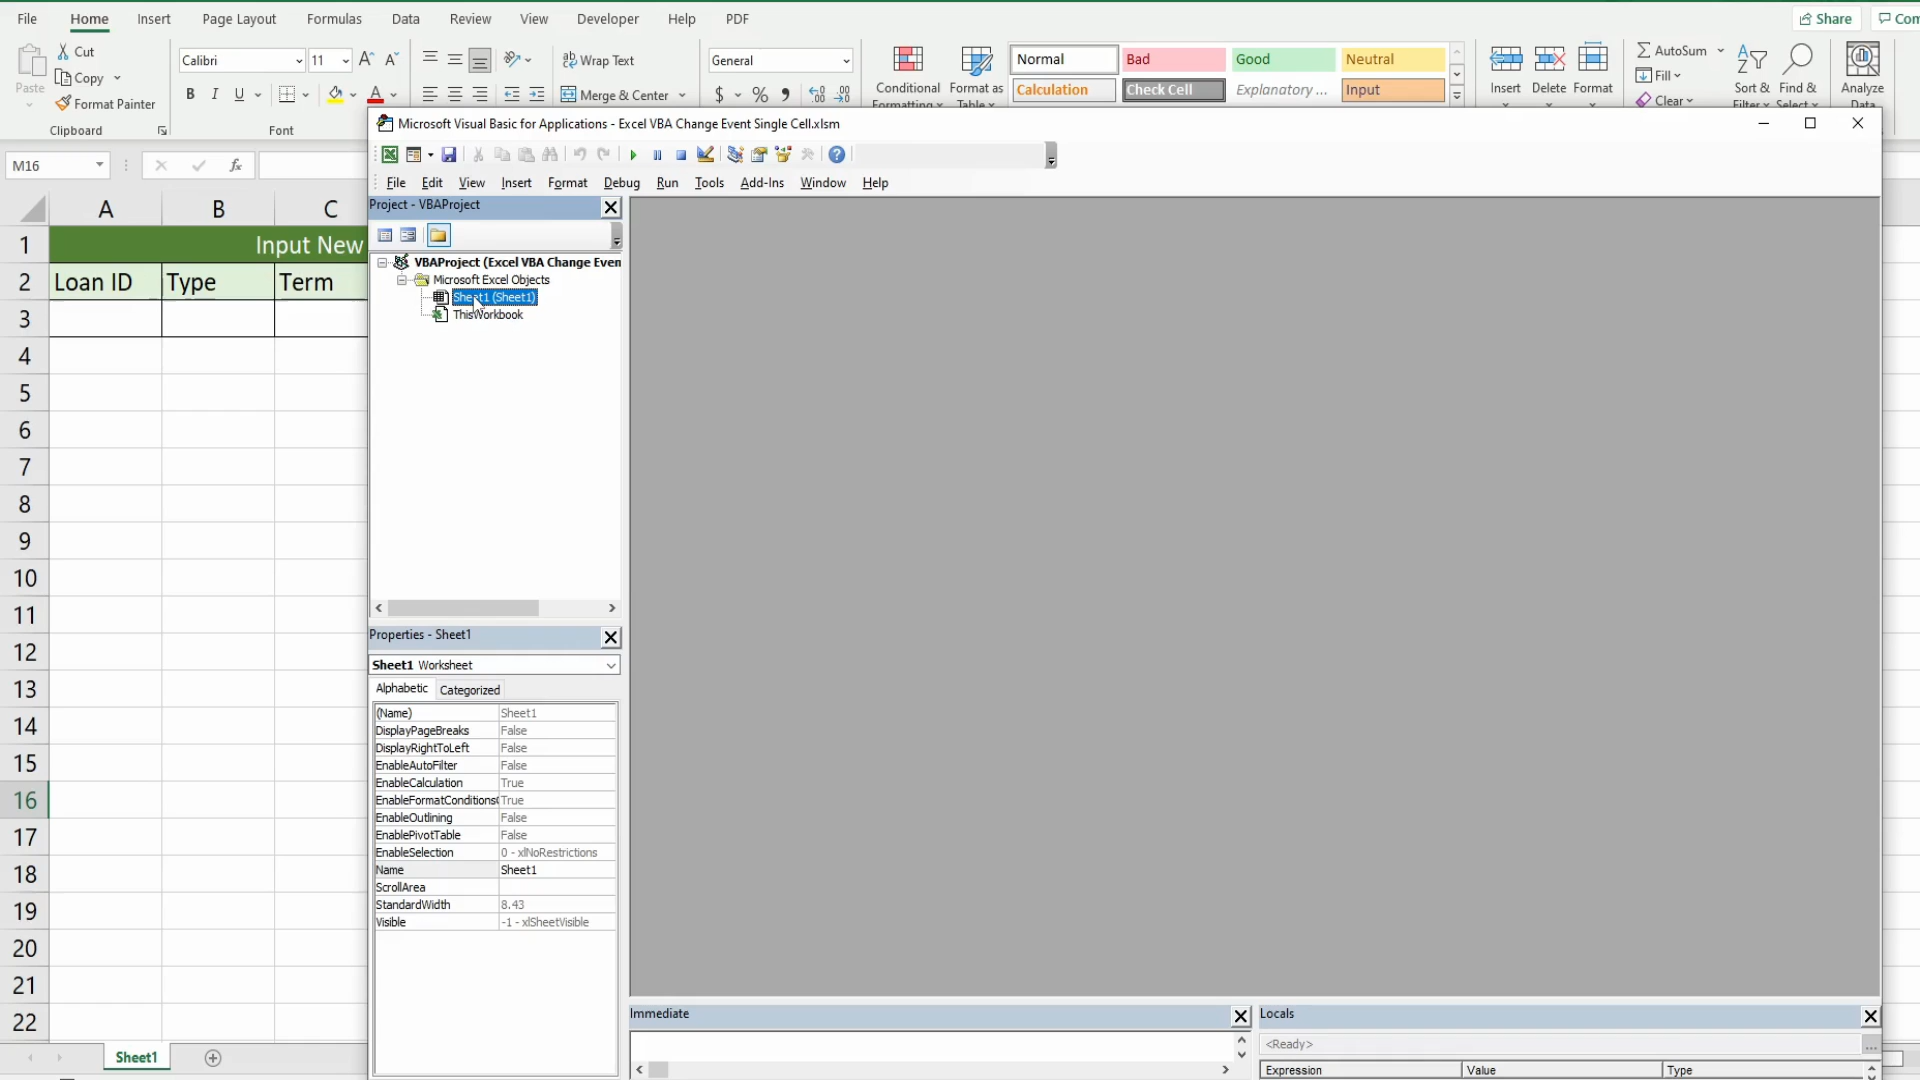 File Home Insert Page Layout Formulas Data Review View Developer Help PDF Share Com
Cut
Copy
Format Painter
Paste
Clipboard
Calibri 11
B I U
Font
Wrap Text
Merge & Center
General
$ % ,
Conditional
Formatting
Format as
Table
Normal Bad Good Neutral
Calculation Check Cell Explanatory ... Input
Insert Delete Format
AutoSum
Fill
Clear
Sort &
Filter
Find &
Select
Analyze
Data
M16
fx
A B C
1 Input New
2 Loan ID Type Term
3
4
5
6
7
8
9
10
11
12
13
14
15
16
17
18
19
20
21
22
Sheet1
Microsoft Visual Basic for Applications - Excel VBA Change Event Single Cell.xlsm
File Edit View Insert Format Debug Run Tools Add-Ins Window Help
Project - VBAProject
VBAProject (Excel VBA Change Even
Microsoft Excel Objects
Sheet1 (Sheet1)
ThisWorkbook
Properties - Sheet1
Sheet1 Worksheet
Alphabetic Categorized
(Name) Sheet1
DisplayPageBreaks False
DisplayRightToLeft False
EnableAutoFilter False
EnableCalculation True
EnableFormatConditions True
EnableOutlining False
EnablePivotTable False
EnableSelection 0 - xlNoRestrictions
Name Sheet1
ScrollArea
StandardWidth 8.43
Visible -1 - xlSheetVisible
Immediate
Locals
<Ready>
Expression Value Type